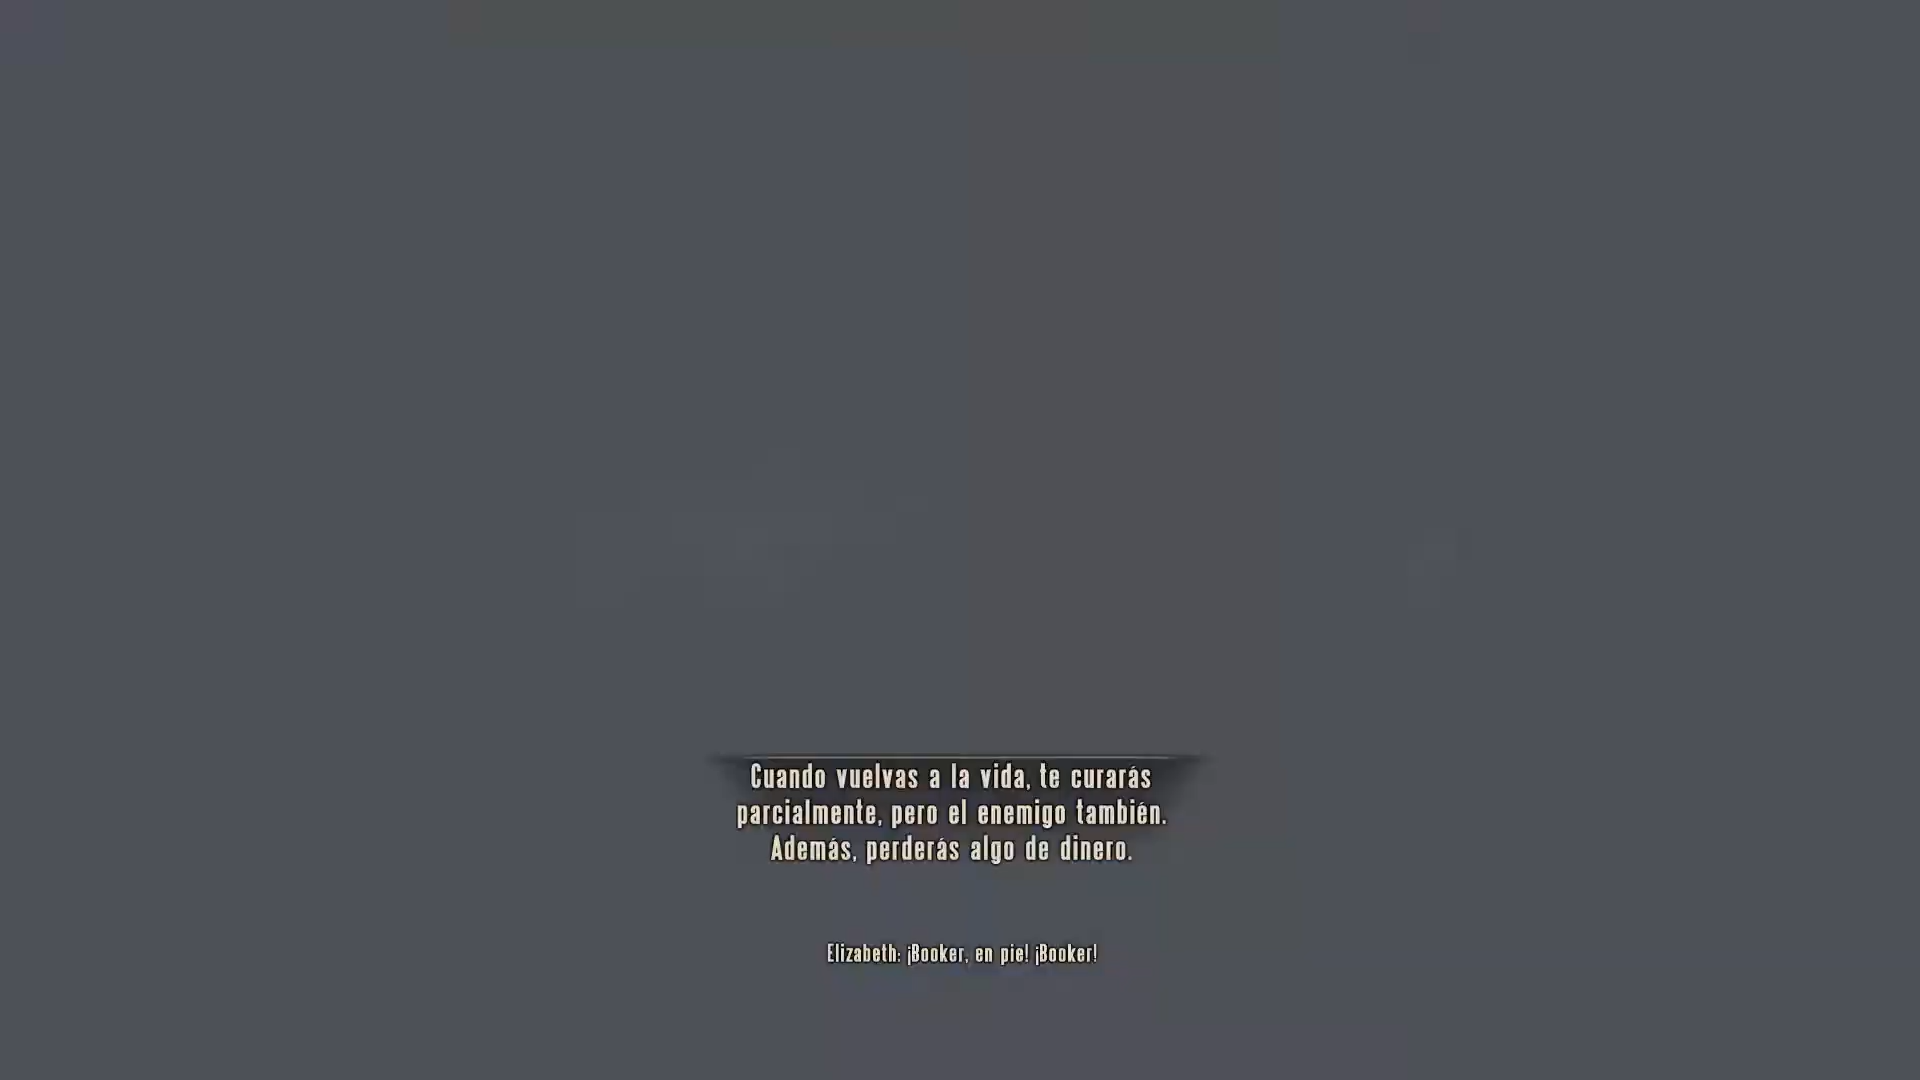 Cuando vuelvas a la vida, te curarás
parcialmente, pero el enemigo también.
Además, perderás algo de dinero.
Elizabeth: ¡Booker, en pie! ¡Booker!